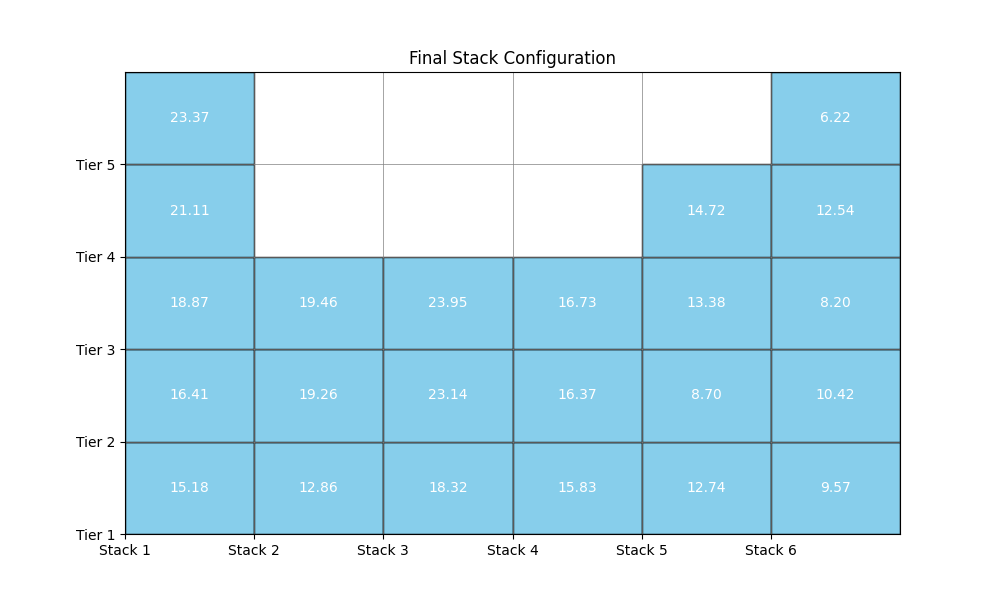 Final Stack Configuration
23.37 6.22
Tier 5
21.11 14.72 12.54
Tier 4
18.87 19.46 23.95 16.73 13.38 8.20
Tier 3
16.41 19.26 23.14 16.37 8.70 10.42
Tier 2
15.18 12.86 18.32 15.83 12.74 9.57
Tier 1
Stack 1 Stack 2 Stack 3 Stack 4 Stack 5 Stack 6